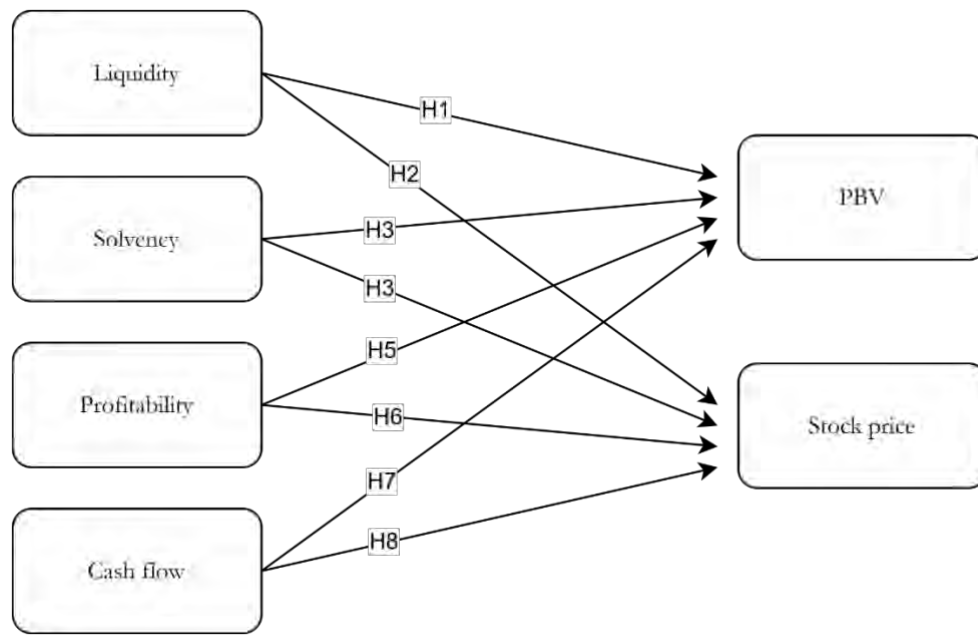 Liquidity
H1
H2
PBV
Solvency
H3
H3
Profitability
H5
H6
Stock price
H7
Cash flow
H8